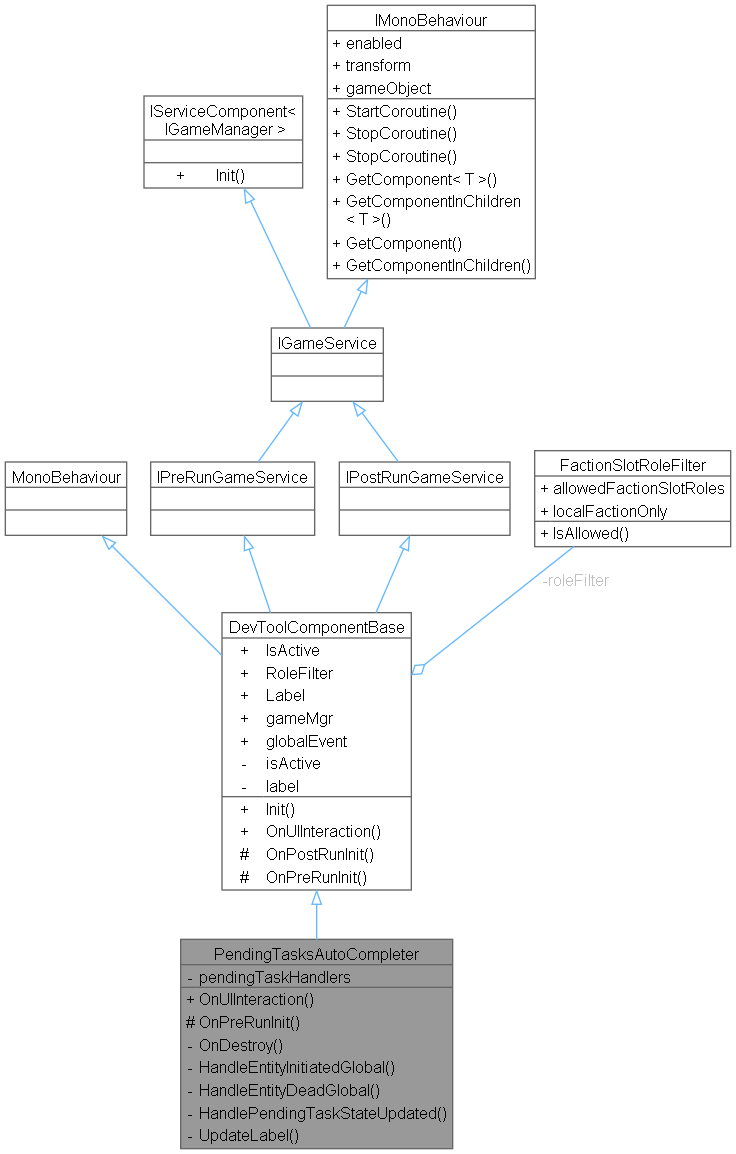 IMonoBehaviour
+ enabled
+ transform
+ gameObject
+ StartCoroutine()
+ StopCoroutine()
+ StopCoroutine()
+ GetComponent< T >()
+ GetComponentInChildren
< T >()
+ GetComponent()
+ GetComponentInChildren()
IServiceComponent<
IGameManager >
+ Init()
IGameService
MonoBehaviour
IPreRunGameService
IPostRunGameService
FactionSlotRoleFilter
+ allowedFactionSlotRoles
+ localFactionOnly
+ IsAllowed()
-roleFilter
DevToolComponentBase
+ IsActive
+ RoleFilter
+ Label
+ gameMgr
+ globalEvent
- isActive
- label
+ Init()
+ OnUIInteraction()
# OnPostRunInit()
# OnPreRunInit()
PendingTasksAutoCompleter
- pendingTaskHandlers
+ OnUIInteraction()
# OnPreRunInit()
- OnDestroy()
- HandleEntityInitiatedGlobal()
- HandleEntityDeadGlobal()
- HandlePendingTaskStateUpdated()
- UpdateLabel()